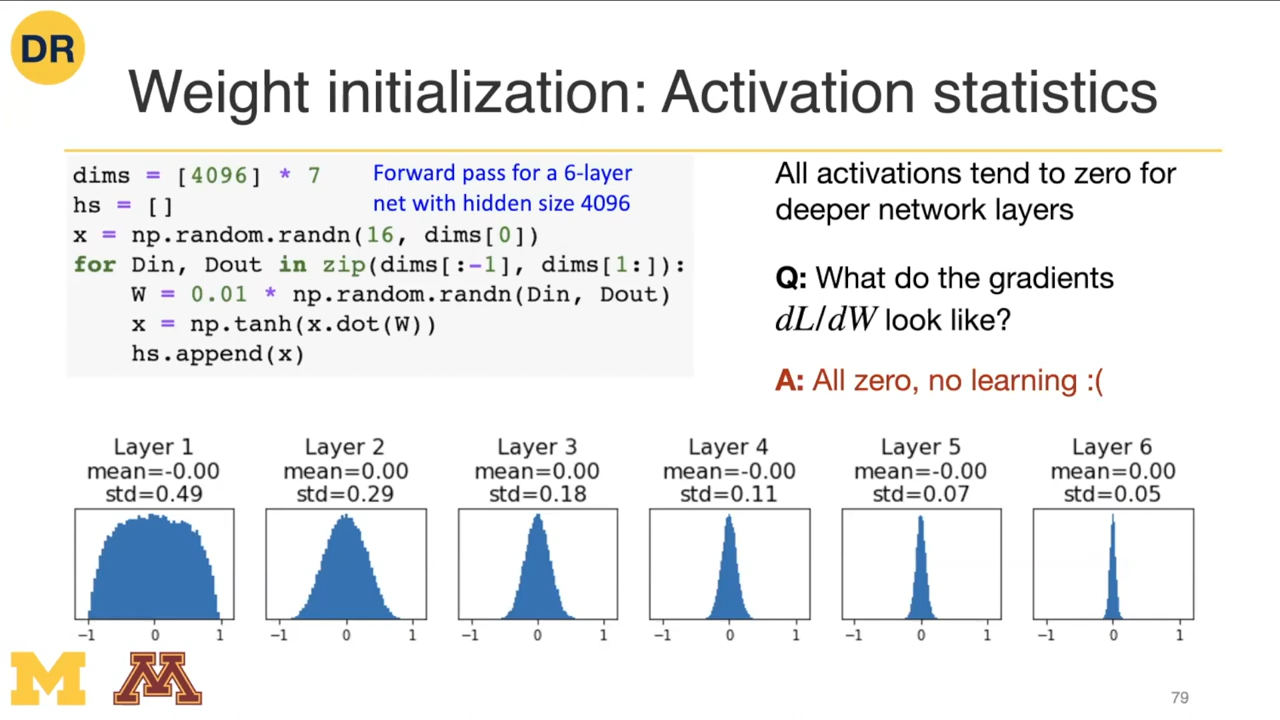 DR
Weight initialization: Activation statistics
dims = [4096] * 7
hs = []
x = np.random.randn(16, dims[0])
for Din, Dout in zip(dims[:-1], dims[1:]):
    W = 0.01 * np.random.randn(Din, Dout)
    x = np.tanh(x.dot(W))
    hs.append(x)
Forward pass for a 6-layer
net with hidden size 4096
All activations tend to zero for
deeper network layers
Q: What do the gradients
dL/dW look like?
A: All zero, no learning :(
Layer 1
mean=-0.00
std=0.49
−1 0 1
Layer 2
mean=0.00
std=0.29
−1 0 1
Layer 3
mean=0.00
std=0.18
−1 0 1
Layer 4
mean=-0.00
std=0.11
−1 0 1
Layer 5
mean=-0.00
std=0.07
−1 0 1
Layer 6
mean=0.00
std=0.05
−1 0 1
M M
79